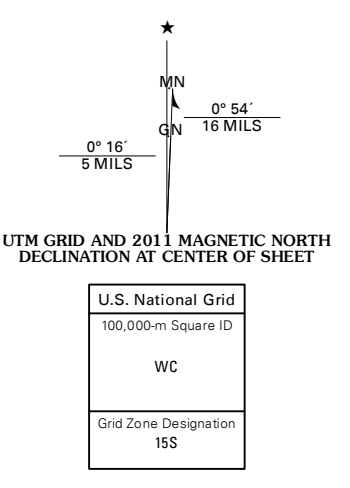 ★
MN
GN
0° 54´
16 MILS
0° 16´
5 MILS
UTM GRID AND 2011 MAGNETIC NORTH
DECLINATION AT CENTER OF SHEET
U.S. National Grid
100,000-m Square ID
WC
Grid Zone Designation
15S